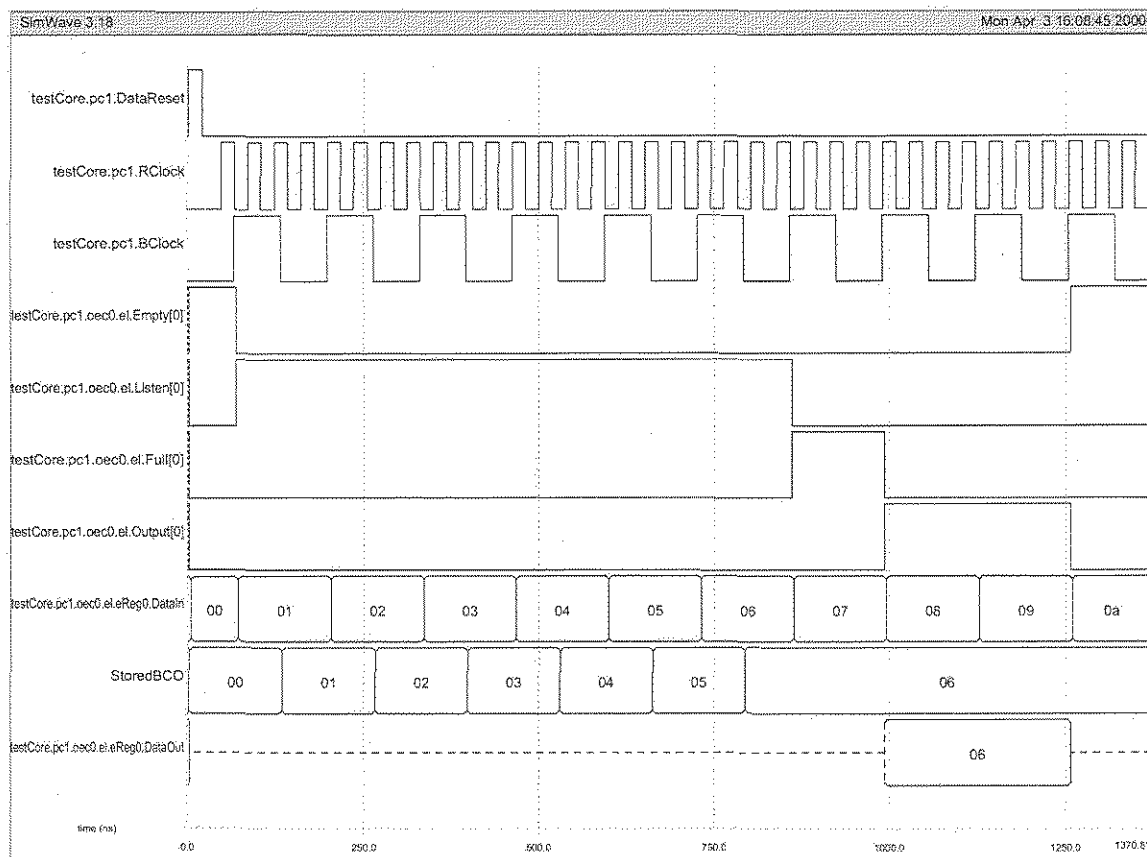 SimWave 3.18
Mon Apr 3 16:08:45 2000
testCore.pc1.DataReset
testCore.pc1.RClock
testCore.pc1.BClock
testCore.pc1.oec0.el.Empty[0]
testCore.pc1.oec0.el.Listen[0]
testCore.pc1.oec0.el.Full[0]
testCore.pc1.oec0.el.Output[0]
testCore.pc1.oec0.el.eReg0.DataIn 00 01 02 03 04 05 06 07 08 09 0a
StoredBCO 00 01 02 03 04 05 06
testCore.pc1.oec0.el.eReg0.DataOut 06
time (ns) 0.0 250.0 500.0 750.0 1000.0 1250.0